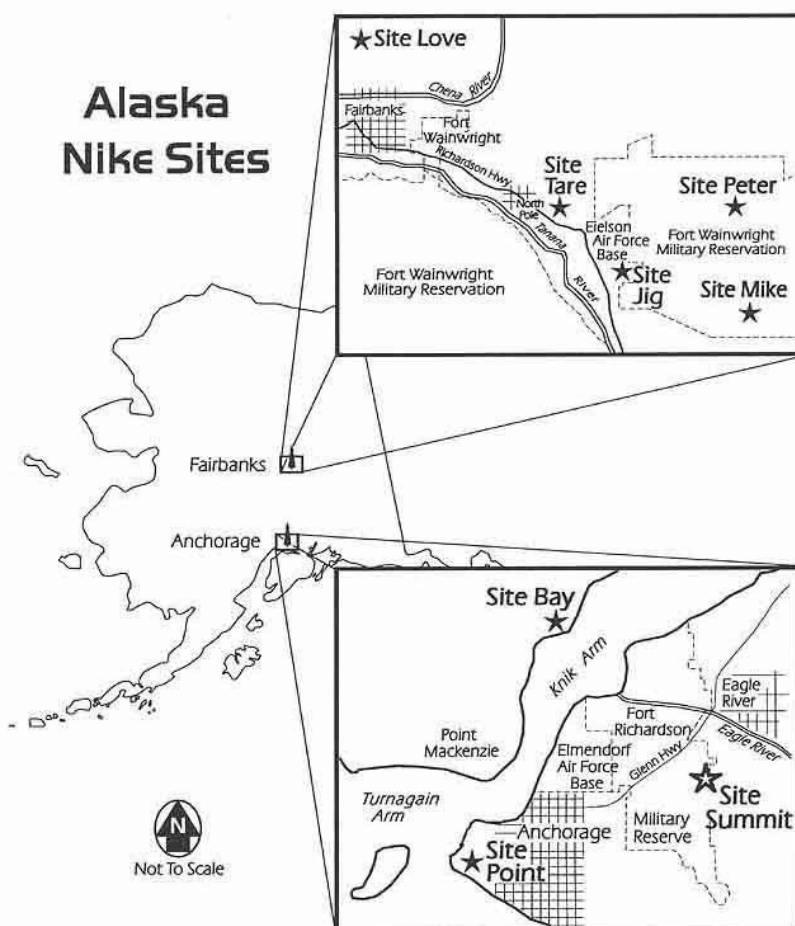 Alaska
Nike Sites
Site Love
Chena River
Fairbanks
Fort
Wainwright
Richardson Hwy
Site
Tare
North
Pole
Tanana
River
Eielson
Air Force
Base
Site Peter
Fort Wainwright
Military Reservation
Fort Wainwright
Military Reservation
Site
Jig
Site Mike
Fairbanks
Anchorage
Site Bay
Knik Arm
Point
Mackenzie
Turnagain
Arm
Elmendorf
Air Force
Base
Fort
Richardson
Glenn Hwy
Eagle
River
Eagle River
Site
Summit
Military
Reserve
Anchorage
Site
Point
N
Not To Scale